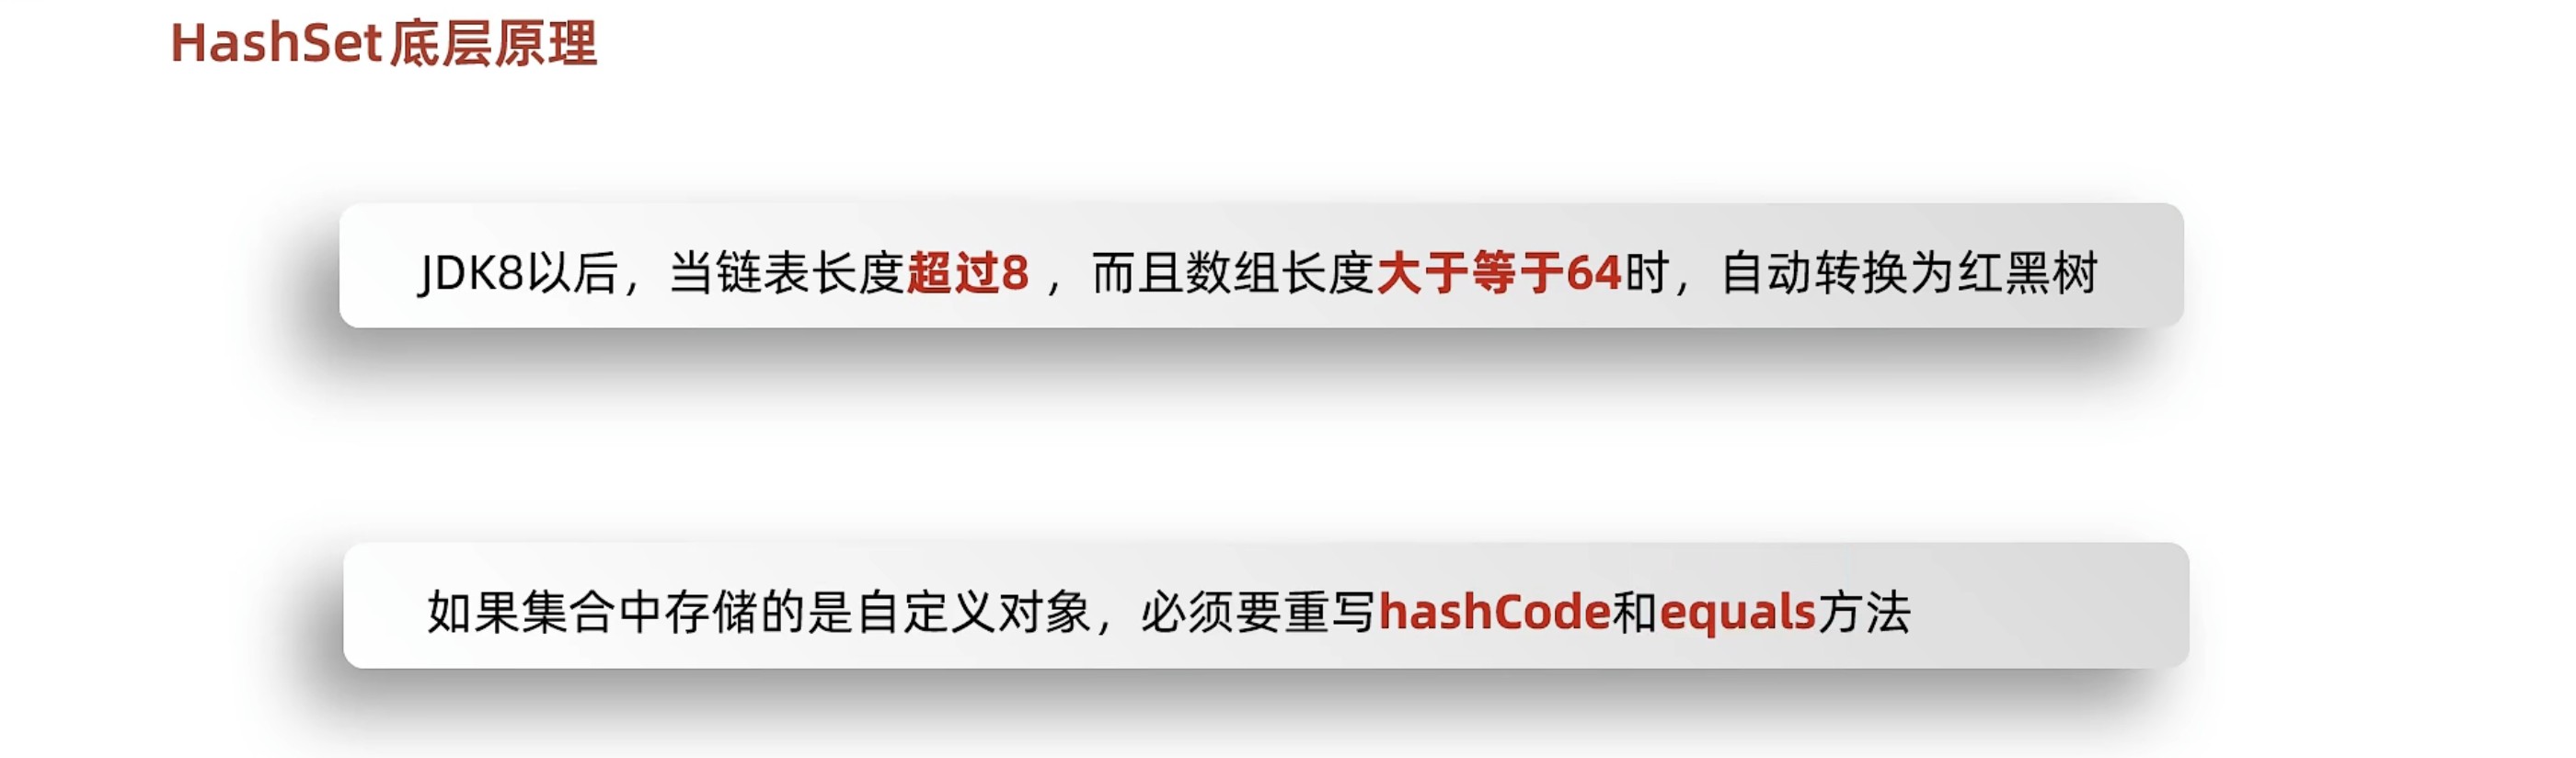 HashSet底层原理
JDK8以后，当链表长度超过8 ，而且数组长度大于等于64时，自动转换为红黑树
如果集合中存储的是自定义对象，必须要重写hashCode和equals方法